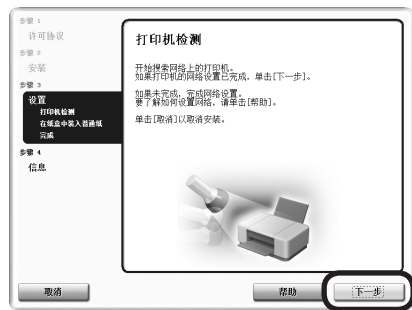 步骤 1
许可协议
步骤 2
安装
步骤 3
设置
打印机检测
在纸盒中装入普通纸
完成
步骤 4
信息
打印机检测
开始搜索网络上的打印机。
如果打印机的网络设置已完成，单击[下一步]。
如果未完成，完成网络设置。
要了解如何设置网络，请单击[帮助]。
单击[取消]以取消安装。
取消
帮助
下一步